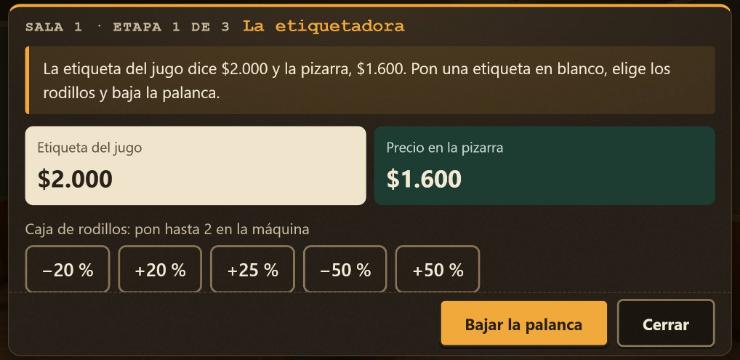 SALA 1 · ETAPA 1 DE 3 La etiquetadora
La etiqueta del jugo dice $2.000 y la pizarra, $1.600. Pon una etiqueta en blanco, elige los
rodillos y baja la palanca.
Etiqueta del jugo
$2.000
Precio en la pizarra
$1.600
Caja de rodillos: pon hasta 2 en la máquina
−20 % +20 % +25 % −50 % +50 %
Bajar la palanca Cerrar